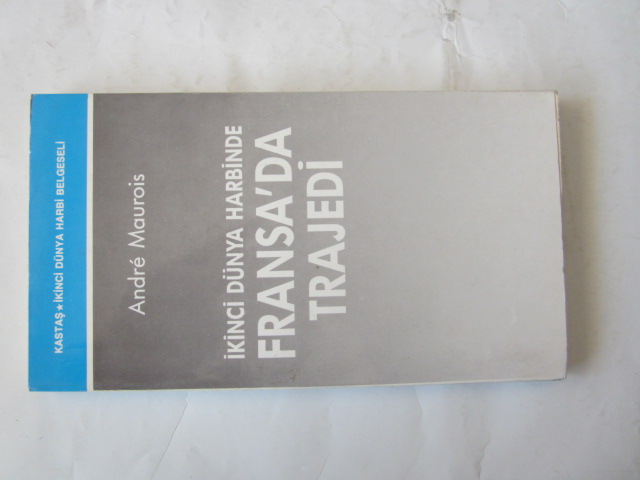 KASTAŞ ★ İKİNCİ DÜNYA HARBİ BELGESELİ
André Maurois
İKİNCİ DÜNYA HARBİNDE
FRANSA'DA
TRAJEDİ